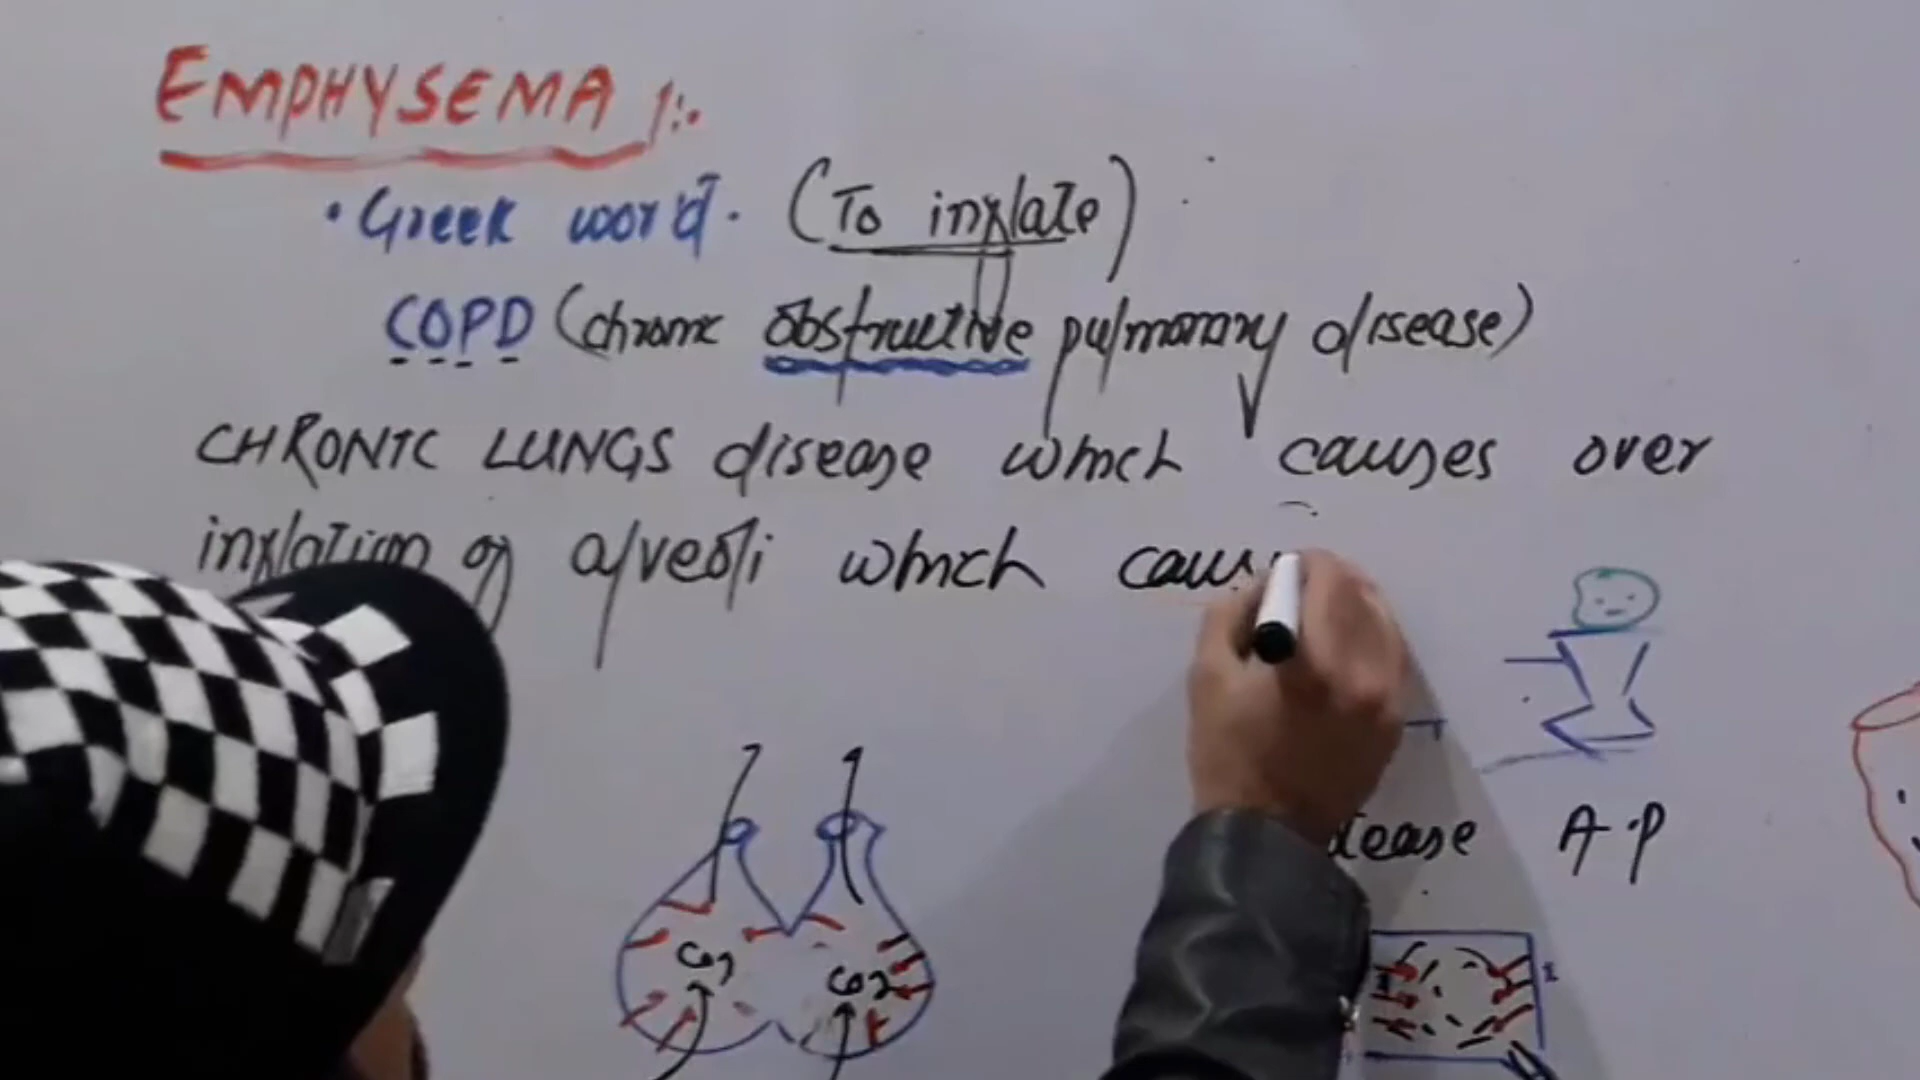 EMPHYSEMA :-
• Greek word. (To inflate)
COPD (chronic obstructive pulmonary disease)
CHRONIC LUNGS disease which causes over
inflation of alveoli which caus
A.P
CO2